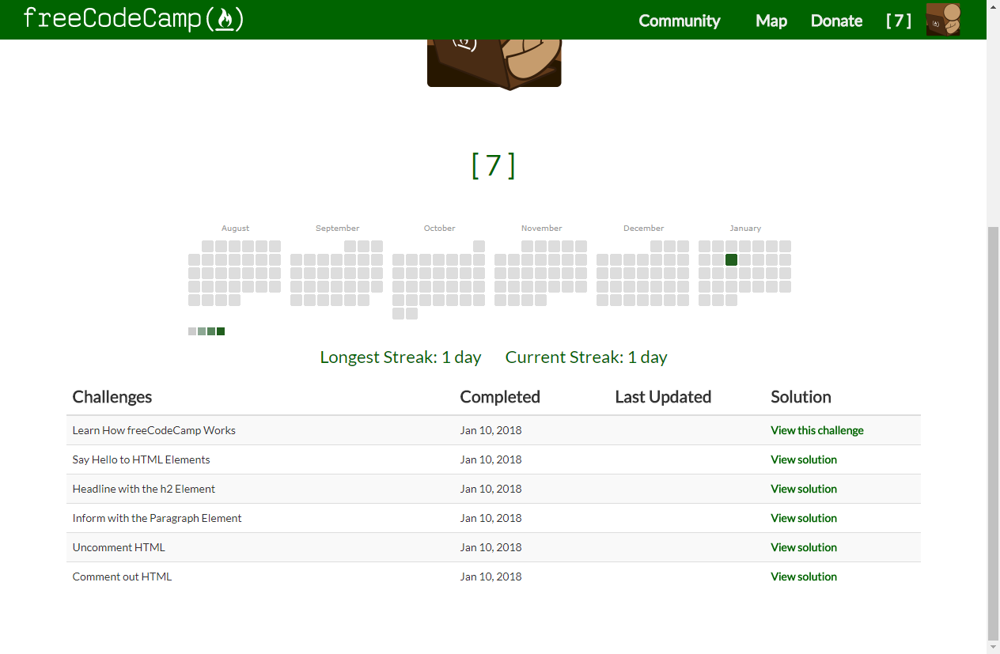 freeCodeCamp(🔥) Community Map Donate [ 7 ]
[ 7 ]
August September October November December January
Longest Streak: 1 day Current Streak: 1 day
Challenges Completed Last Updated Solution
Learn How freeCodeCamp Works Jan 10, 2018 View this challenge
Say Hello to HTML Elements Jan 10, 2018 View solution
Headline with the h2 Element Jan 10, 2018 View solution
Inform with the Paragraph Element Jan 10, 2018 View solution
Uncomment HTML Jan 10, 2018 View solution
Comment out HTML Jan 10, 2018 View solution